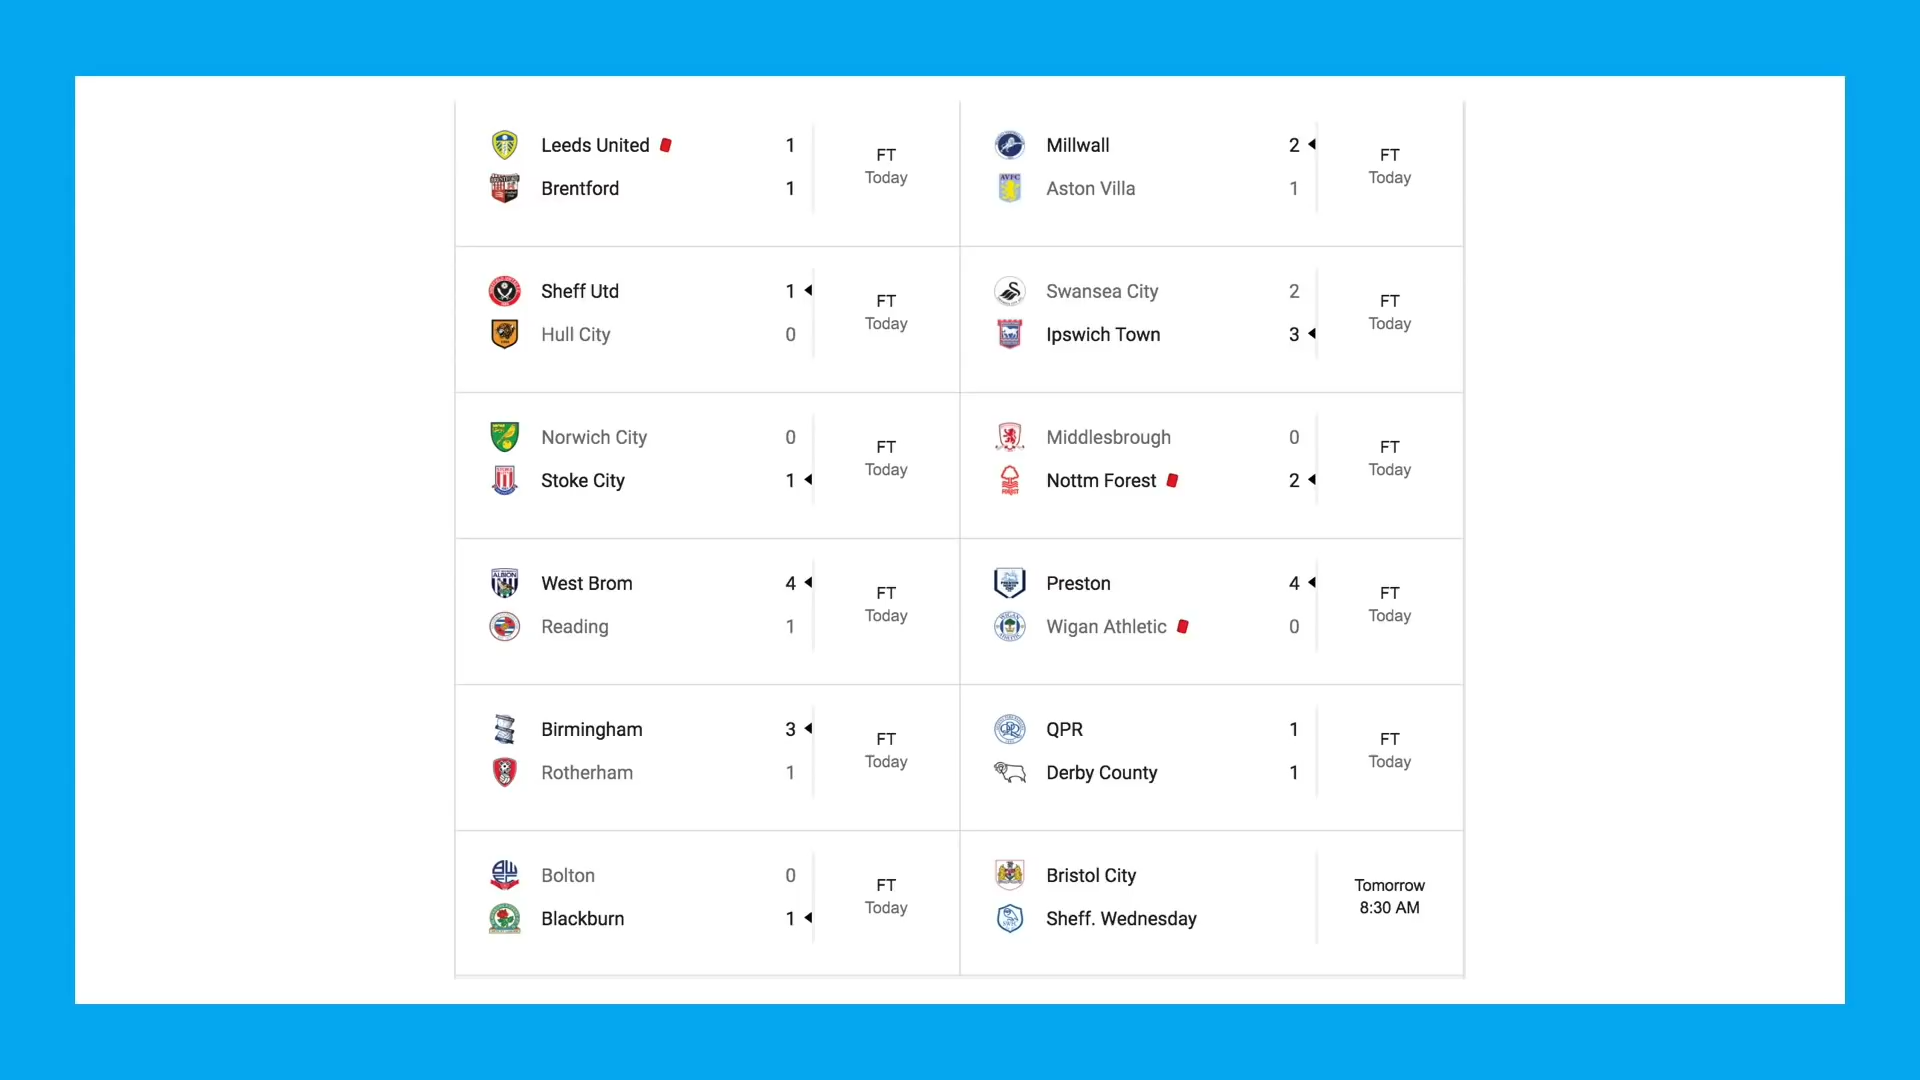 Leeds United 1
Brentford 1
FT
Today
Millwall 2
Aston Villa 1
FT
Today
Sheff Utd 1
Hull City 0
FT
Today
Swansea City 2
Ipswich Town 3
FT
Today
Norwich City 0
Stoke City 1
FT
Today
Middlesbrough 0
Nottm Forest 2
FT
Today
West Brom 4
Reading 1
FT
Today
Preston 4
Wigan Athletic 0
FT
Today
Birmingham 3
Rotherham 1
FT
Today
QPR 1
Derby County 1
FT
Today
Bolton 0
Blackburn 1
FT
Today
Bristol City
Sheff. Wednesday
Tomorrow
8:30 AM